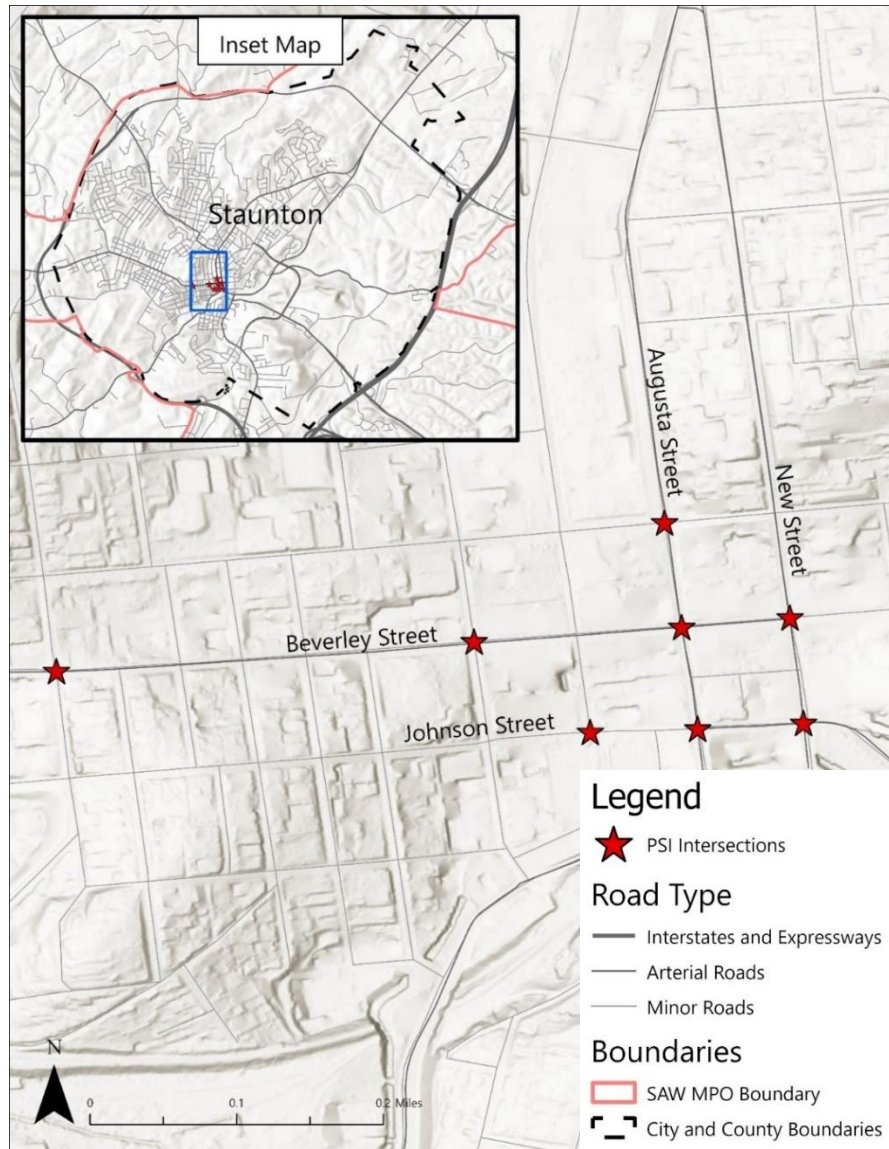 Inset Map
Staunton
Augusta Street
New Street
Beverley Street
Johnson Street
Legend
PSI Intersections
Road Type
Interstates and Expressways
Arterial Roads
Minor Roads
Boundaries
SAW MPO Boundary
City and County Boundaries
N
0 0.1 0.2 Miles